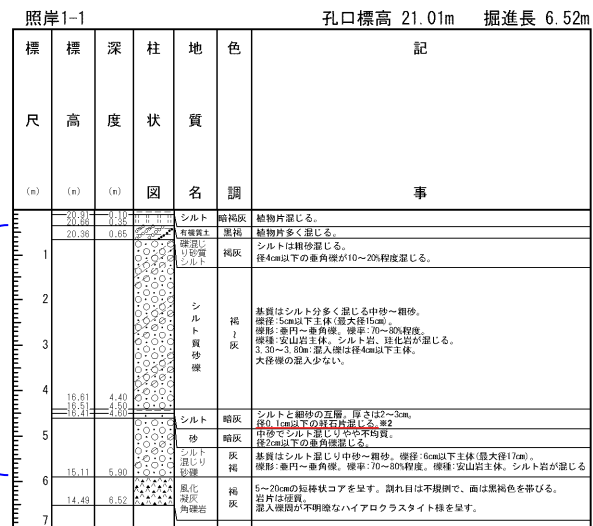 照岸1-1 孔口標高 21.01m 掘進長 6.52m
標尺(m) 標高(m) 深度(m) 柱状図 地質名 色調 記事
20.91 0.10
20.66 0.35 シルト 暗褐灰 植物片混じる。
20.36 0.65 有機質土 黒褐 植物片多く混じる。
礫混じり砂質シルト 褐灰 シルトは粗砂混じる。
径4cm以下の亜角礫が10～20%程度混じる。
1
2
3
4
5
6
7
シルト質砂礫 褐～灰
基質はシルト分多く混じる中砂～粗砂。
礫径:5cm以下主体(最大径15cm)。
礫形:亜円～亜角礫。礫率:70～80%程度。
礫種:安山岩主体。シルト岩、珪化岩が混じる。
3.30～3.80m:混入礫は径4cm以下主体。
大径礫の混入少ない。
16.61 4.40
16.51 4.50
16.41 4.60
シルト 暗灰 シルトと細砂の互層。厚さは2～3cm。
径0.1cm以下の軽石片混じる。※2
砂 暗灰 中砂でシルト混じりやや不均質。
径2cm以下の亜角礫混じる。
シルト混じり砂礫 灰褐 基質はシルト混じり中砂～粗砂。礫径:6cm以下主体(最大径17cm)。
礫形:亜円～亜角礫。礫率:70～80%程度。礫種:安山岩主体。シルト岩が混じる
15.11 5.90
風化凝灰角礫岩 褐灰 5～20cmの短棒状コアを呈す。割れ目は不規則で、面は黒褐色を帯びる。
岩片は硬質。
混入礫周が不明瞭なハイアロクラスタイト様を呈す。
14.49 6.52